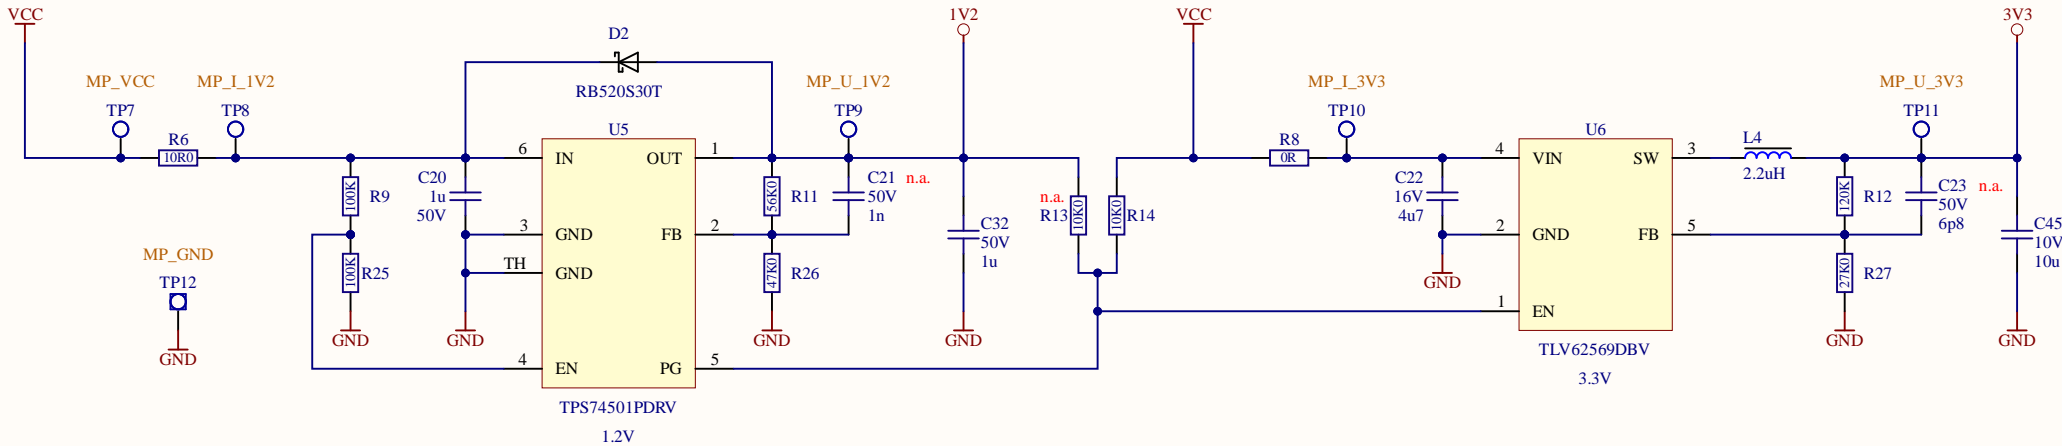 VCC
1V2
VCC
3V3
D2
RB520S30T
MP_VCC
MP_I_1V2
MP_U_1V2
MP_I_3V3
MP_U_3V3
TP7
TP8
TP9
TP10
TP11
R6
10R0
U5
R8
0R
U6
L4
2.2uH
6
IN
OUT
1
4
VIN
SW
3
100K
R9
C20
1u
50V
56K0
R11
C21
50V
1n
n.a.
n.a.
R13
10K0
10K0
R14
C22
16V
4u7
120K
R12
C23
50V
6p8
n.a.
3
GND
FB
2
C32
50V
1u
2
GND
FB
5
C45
10V
10u
MP_GND
TP12
GND
100K
R25
GND
TH
GND
GND
47K0
R26
GND
GND
GND
1
EN
27K0
R27
GND
GND
4
EN
PG
5
TPS74501PDRV
1.2V
TLV62569DBV
3.3V